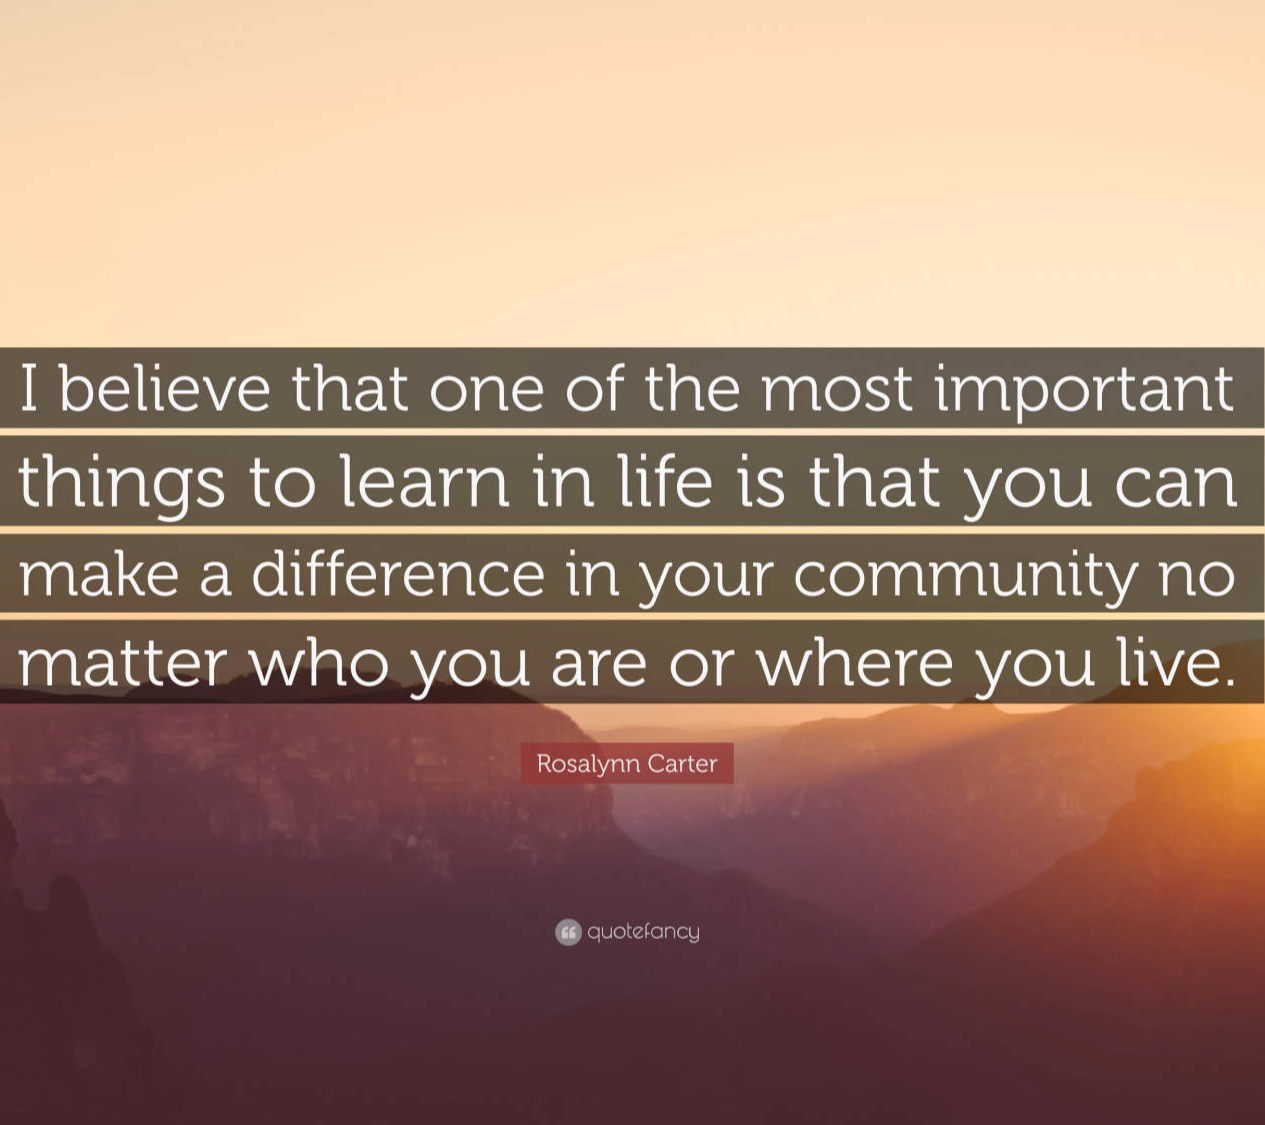 I believe that one of the most important
things to learn in life is that you can
make a difference in your community no
matter who you are or where you live.
Rosalynn Carter
quotefancy